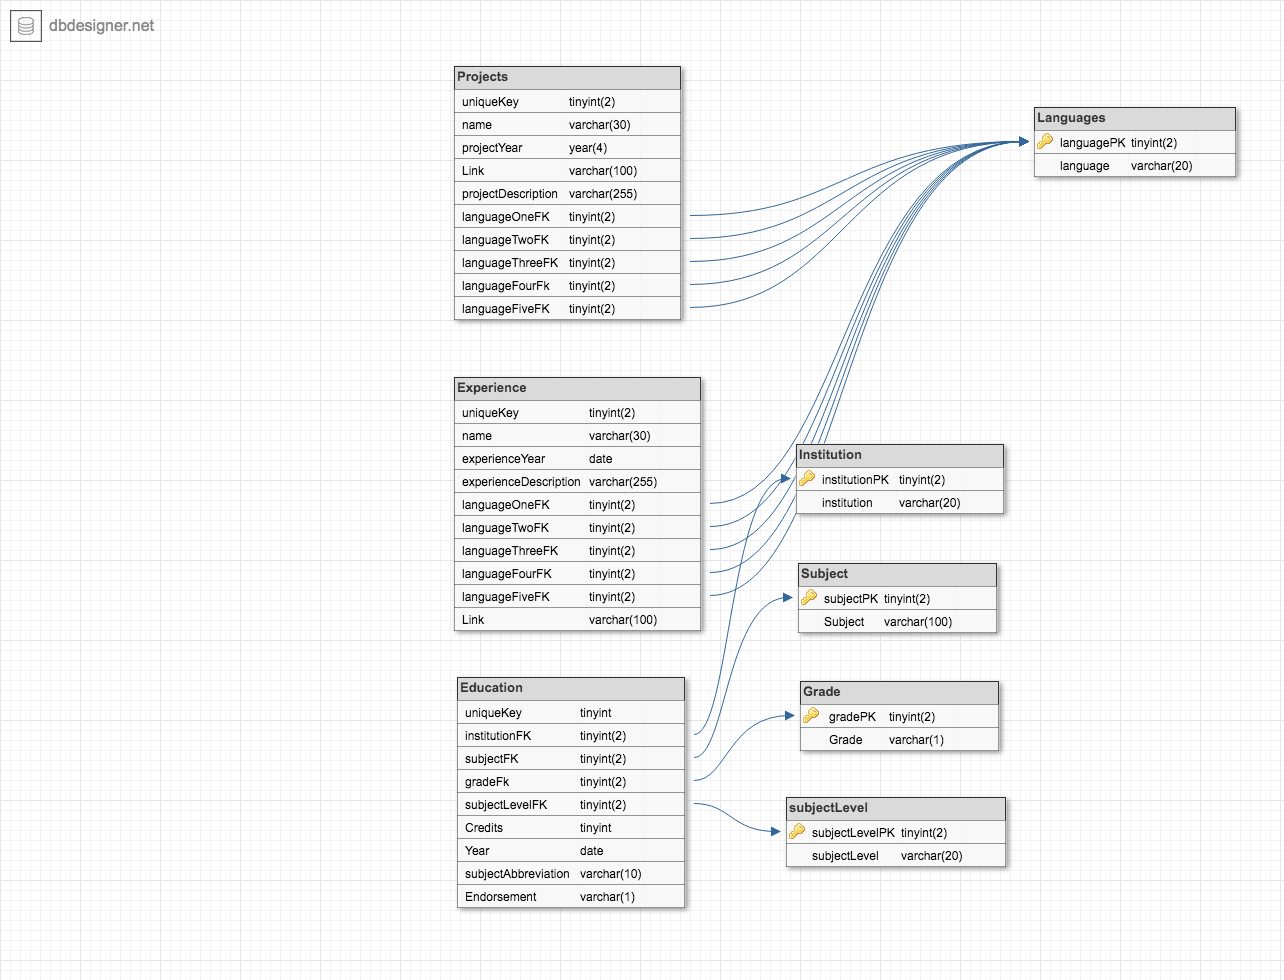 dbdesigner.net
Projects
uniqueKey tinyint(2)
name varchar(30)
projectYear year(4)
Link varchar(100)
projectDescription varchar(255)
languageOneFK tinyint(2)
languageTwoFK tinyint(2)
languageThreeFK tinyint(2)
languageFourFk tinyint(2)
languageFiveFK tinyint(2)
Languages
languagePK tinyint(2)
language varchar(20)
Experience
uniqueKey tinyint(2)
name varchar(30)
experienceYear date
experienceDescription varchar(255)
languageOneFK tinyint(2)
languageTwoFK tinyint(2)
languageThreeFK tinyint(2)
languageFourFK tinyint(2)
languageFiveFK tinyint(2)
Link varchar(100)
Institution
institutionPK tinyint(2)
institution varchar(20)
Subject
subjectPK tinyint(2)
Subject varchar(100)
Education
uniqueKey tinyint
institutionFK tinyint(2)
subjectFK tinyint(2)
gradeFk tinyint(2)
subjectLevelFK tinyint(2)
Credits tinyint
Year date
subjectAbbreviation varchar(10)
Endorsement varchar(1)
Grade
gradePK tinyint(2)
Grade varchar(1)
subjectLevel
subjectLevelPK tinyint(2)
subjectLevel varchar(20)